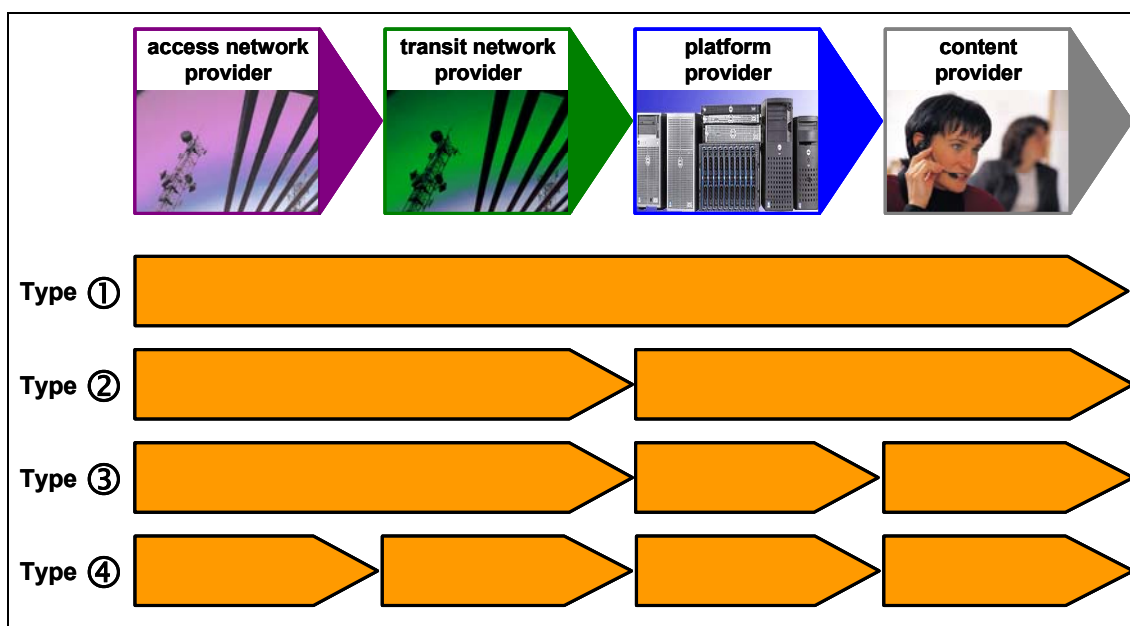 access network
provider
transit network
provider
platform
provider
content
provider
Type ①
Type ②
Type ③
Type ④